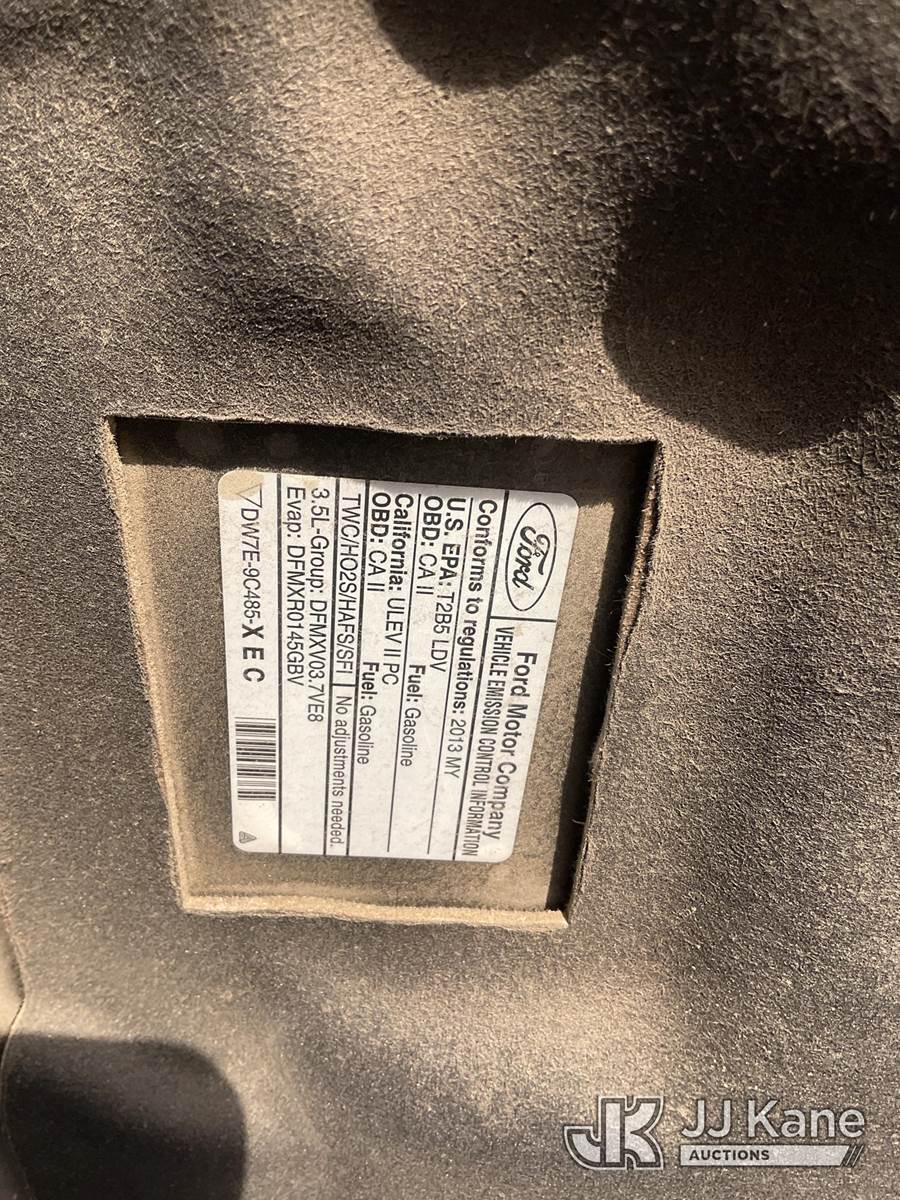 Ford
Ford Motor Company
VEHICLE EMISSION CONTROL INFORMATION
Conforms to regulations: 2013 MY
U.S. EPA: T2B5 LDV
OBD: CA II Fuel: Gasoline
California: ULEV II PC
OBD: CA II Fuel: Gasoline
TWC/HO2S/HAFS/SFI No adjustments needed.
3.5L-Group: DFMXV03.7VE8
Evap: DFMXR0145GBV
DW7E-9C485-X E C
JK JJ Kane
AUCTIONS